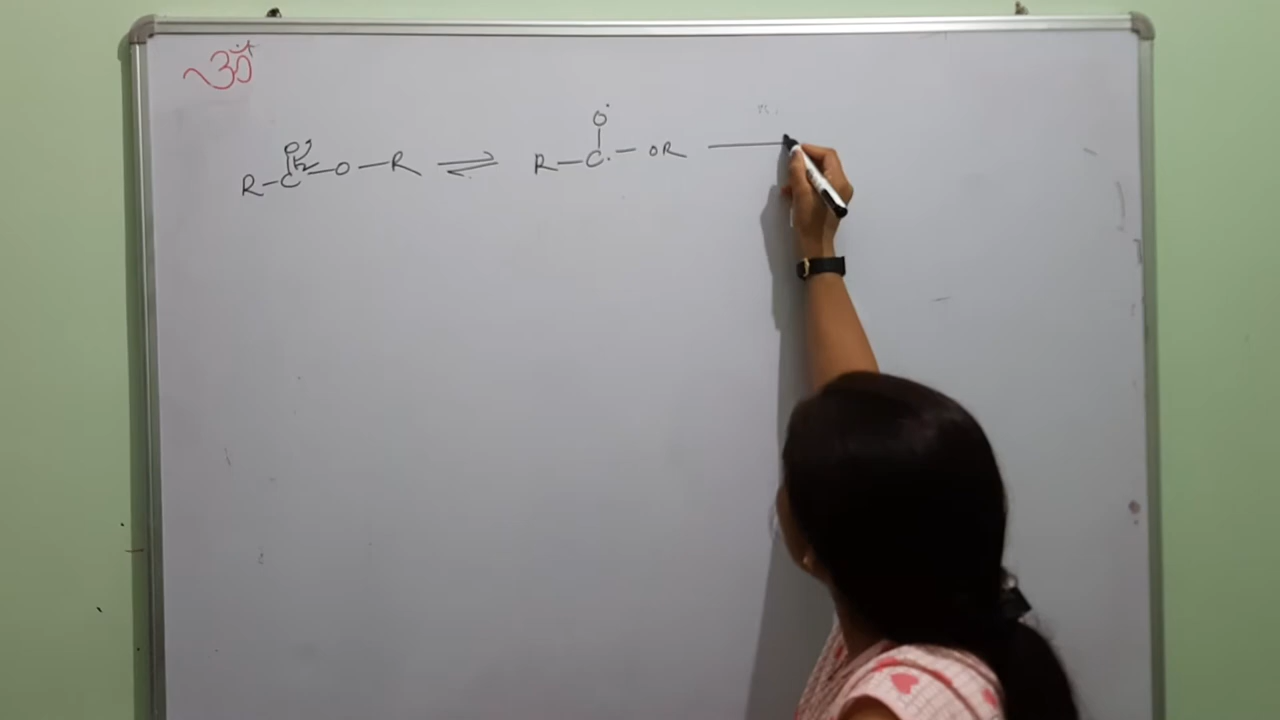 ॐ
O O
R-C-O-R ⇌ R-C-OR